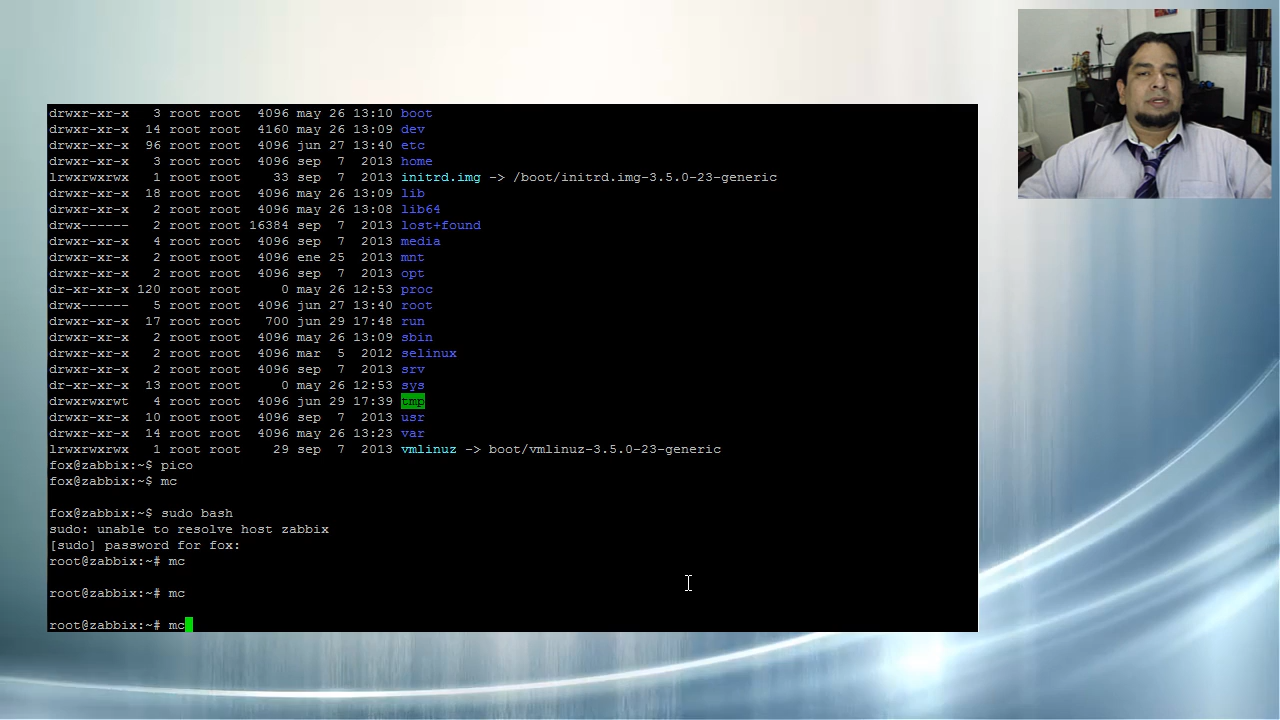 drwxr-xr-x   3 root root  4096 may 26 13:10 boot
drwxr-xr-x  14 root root  4160 may 26 13:09 dev
drwxr-xr-x  96 root root  4096 jun 27 13:40 etc
drwxr-xr-x   3 root root  4096 sep  7  2013 home
lrwxrwxrwx   1 root root    33 sep  7  2013 initrd.img -> /boot/initrd.img-3.5.0-23-generic
drwxr-xr-x  18 root root  4096 may 26 13:09 lib
drwxr-xr-x   2 root root  4096 may 26 13:08 lib64
drwx------   2 root root 16384 sep  7  2013 lost+found
drwxr-xr-x   4 root root  4096 sep  7  2013 media
drwxr-xr-x   2 root root  4096 ene 25  2013 mnt
drwxr-xr-x   2 root root  4096 sep  7  2013 opt
dr-xr-xr-x 120 root root     0 may 26 12:53 proc
drwx------   5 root root  4096 jun 27 13:40 root
drwxr-xr-x  17 root root   700 jun 29 17:48 run
drwxr-xr-x   2 root root  4096 may 26 13:09 sbin
drwxr-xr-x   2 root root  4096 mar  5  2012 selinux
drwxr-xr-x   2 root root  4096 sep  7  2013 srv
dr-xr-xr-x  13 root root     0 may 26 12:53 sys
drwxrwxrwt   4 root root  4096 jun 29 17:39 tmp
drwxr-xr-x  10 root root  4096 sep  7  2013 usr
drwxr-xr-x  14 root root  4096 may 26 13:23 var
lrwxrwxrwx   1 root root    29 sep  7  2013 vmlinuz -> boot/vmlinuz-3.5.0-23-generic
fox@zabbix:~$ pico
fox@zabbix:~$ mc
fox@zabbix:~$ sudo bash
sudo: unable to resolve host zabbix
[sudo] password for fox:
root@zabbix:~# mc
root@zabbix:~# mc
root@zabbix:~# mc